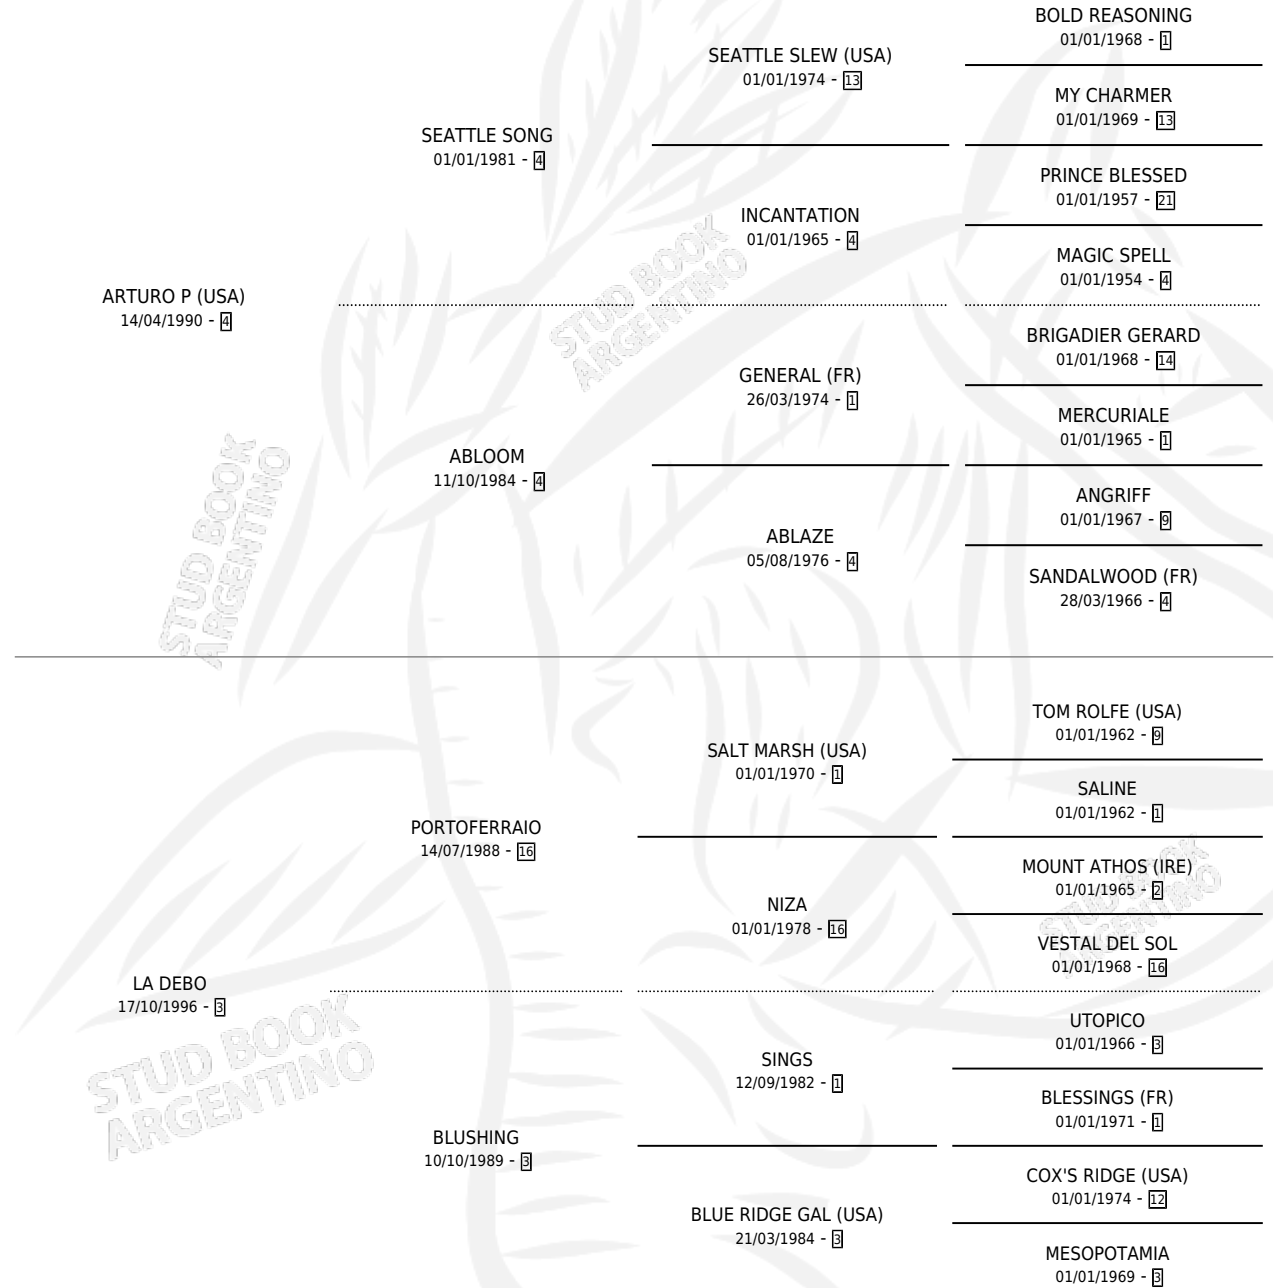 BOLD REASONING
01/01/1968 - 1
SEATTLE SLEW (USA)
01/01/1974 - 13
MY CHARMER
01/01/1969 - 13
SEATTLE SONG
01/01/1981 - 4
PRINCE BLESSED
01/01/1957 - 21
INCANTATION
01/01/1965 - 4
MAGIC SPELL
01/01/1954 - 4
ARTURO P (USA)
14/04/1990 - 4
STUD BOOK
ARGENTINO
BRIGADIER GERARD
01/01/1968 - 14
GENERAL (FR)
26/03/1974 - 1
MERCURIALE
01/01/1965 - 1
ABLOOM
11/10/1984 - 4
ANGRIFF
01/01/1967 - 9
ABLAZE
05/08/1976 - 4
SANDALWOOD (FR)
28/03/1966 - 4
STUD BOOK
ARGENTINO
TOM ROLFE (USA)
01/01/1962 - 9
SALT MARSH (USA)
01/01/1970 - 1
SALINE
01/01/1962 - 1
PORTOFERRAIO
14/07/1988 - 16
MOUNT ATHOS (IRE)
01/01/1965 - 2
NIZA
01/01/1978 - 16
VESTAL DEL SOL
01/01/1968 - 16
STUD BOOK
ARGENTINO
LA DEBO
17/10/1996 - 3
UTOPICO
01/01/1966 - 3
SINGS
12/09/1982 - 1
BLESSINGS (FR)
01/01/1971 - 1
STUD BOOK
ARGENTINO
BLUSHING
10/10/1989 - 3
COX'S RIDGE (USA)
01/01/1974 - 12
BLUE RIDGE GAL (USA)
21/03/1984 - 3
MESOPOTAMIA
01/01/1969 - 3